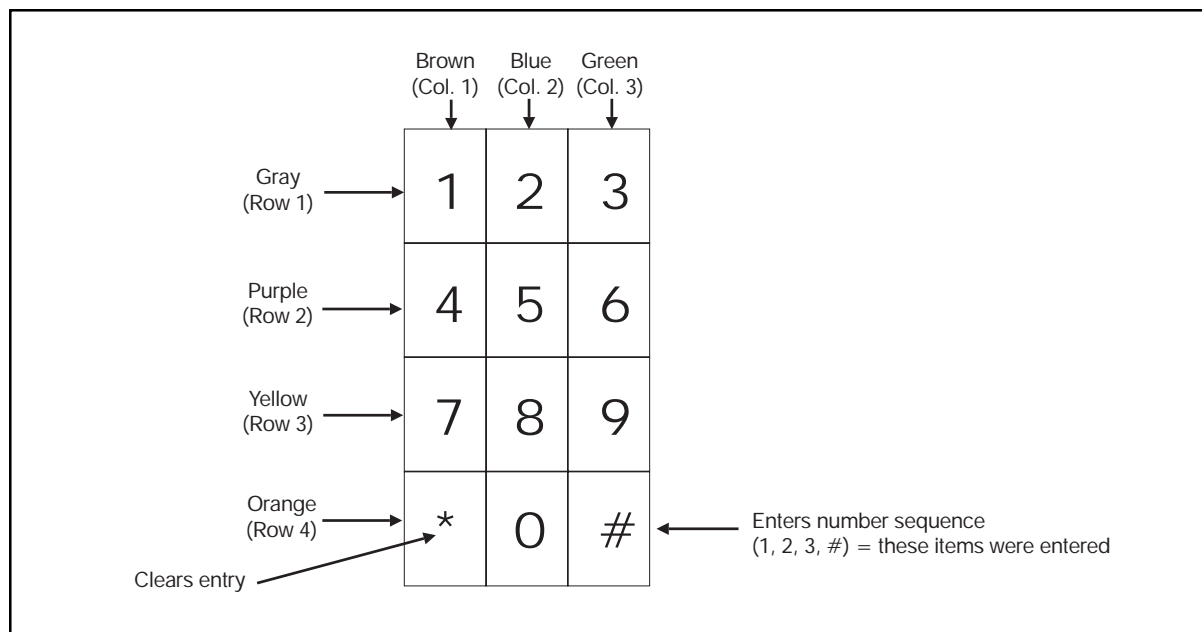 Brown
(Col. 1)
Blue
(Col. 2)
Green
(Col. 3)
Gray
(Row 1)
1 2 3
Purple
(Row 2)
4 5 6
Yellow
(Row 3)
7 8 9
Orange
(Row 4)
* 0 #
Enters number sequence
(1, 2, 3, #) = these items were entered
Clears entry